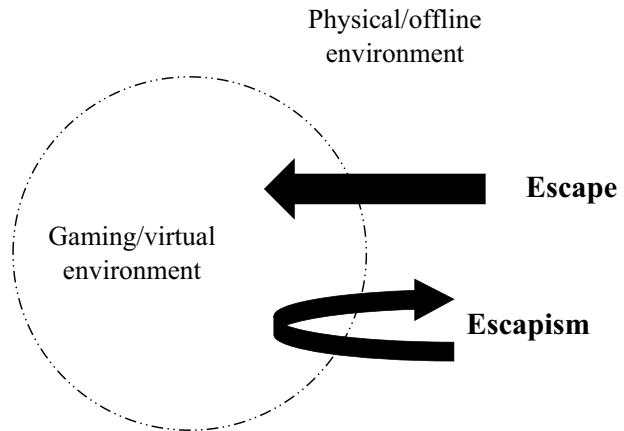 Physical/offline
environment
Escape
Gaming/virtual
environment
Escapism